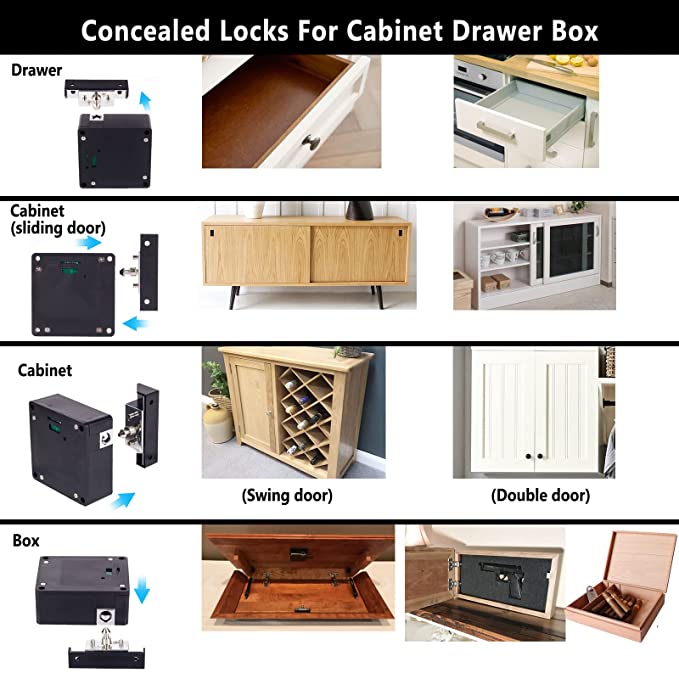 Concealed Locks For Cabinet Drawer Box
Drawer
Cabinet
(sliding door)
Cabinet
(Swing door)
(Double door)
Box